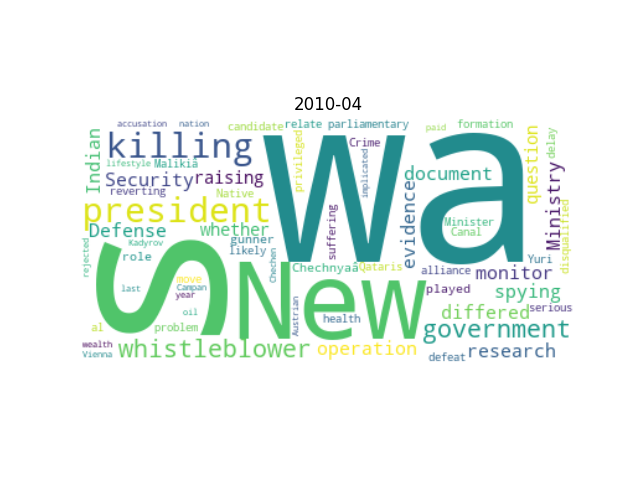 2010-04
accusation nation
candidate relate parliamentary paid formation
Indian killing wa Crime question delay
lifestyle Malikiâ privileged implicated document
Security raising reverting Native evidence Ministry
president suffering Minister Canal disqualified
Defense whether
Kadyrov gunner likely role
rejected s move Chechen Chechnyaâ Qataris alliance monitor Yuri
last Campan year New played spying
oil Austrian health differed serious
al problem government
wealth Vienna whistleblower operation defeat research